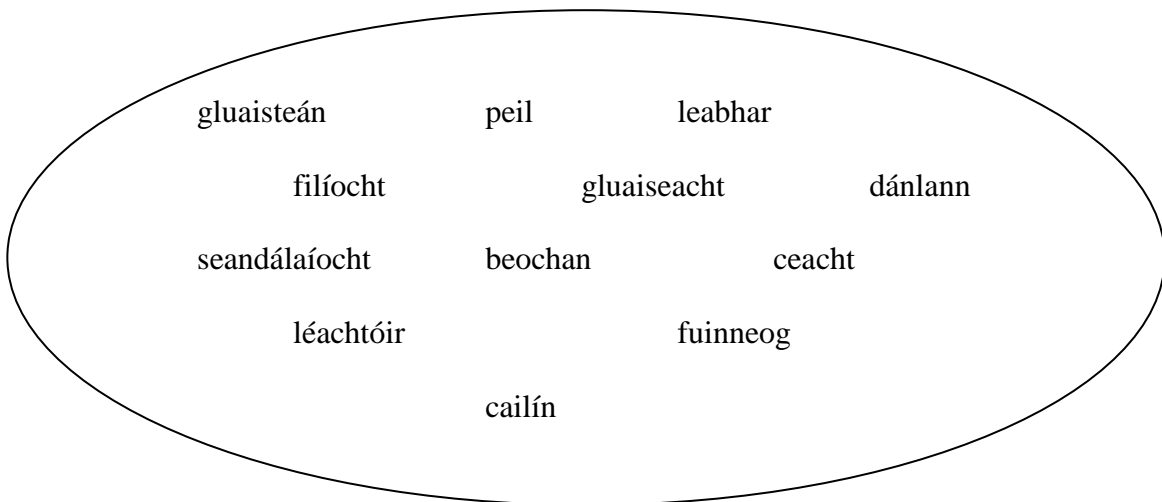 gluaisteán peil leabhar
filíocht gluaiseacht dánlann
seandálaíocht beochan ceacht
léachtóir fuinneog
cailín